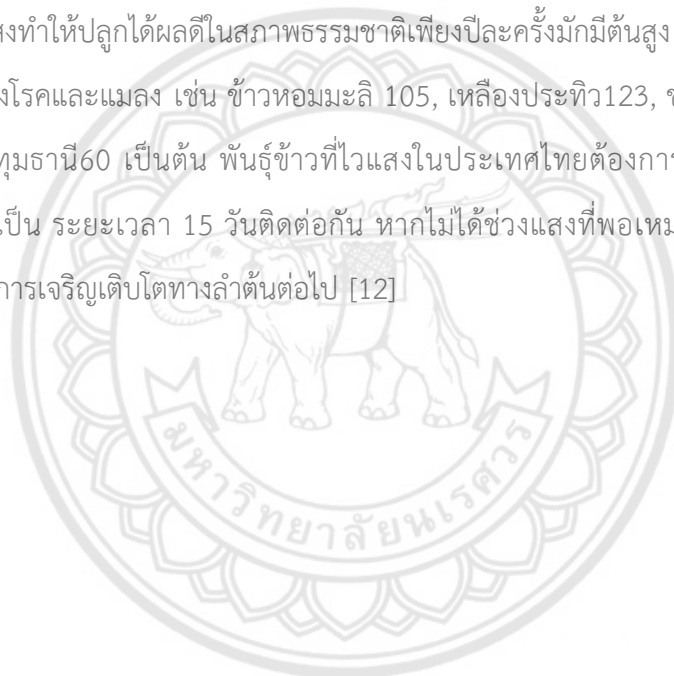 สงทำให้ปลูกได้ผลดีในสภาพธรรมชาติเพียงปีละครั้งมักมีต้นสูง
งโรคและแมลง เช่น ข้าวหอมมะลิ 105, เหลืองประทิว123, ข
ทุมธานี60 เป็นต้น พันธุ์ข้าวที่ไวแสงในประเทศไทยต้องการ
เป็น ระยะเวลา 15 วันติดต่อกัน หากไม่ได้ช่วงแสงที่พอเหม
การเจริญเติบโตทางลำต้นต่อไป [12]
มหาวิทยาลัยนเรศวร